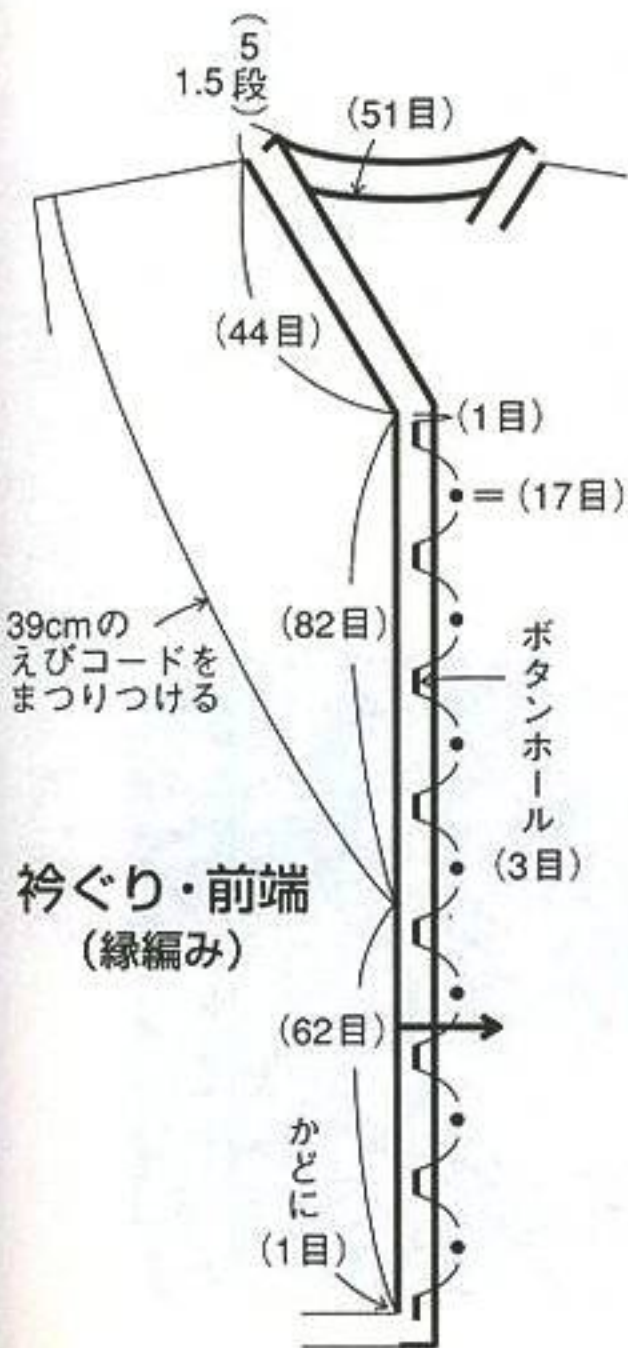 1.5(5段)
(51目)
(44目)
(1目)
●=(17目)
39cmの
えびコードを
まつりつける
(82目)
ボタンホール
(3目)
衿ぐり・前端
(縁編み)
(62目)
かどに
(1目)